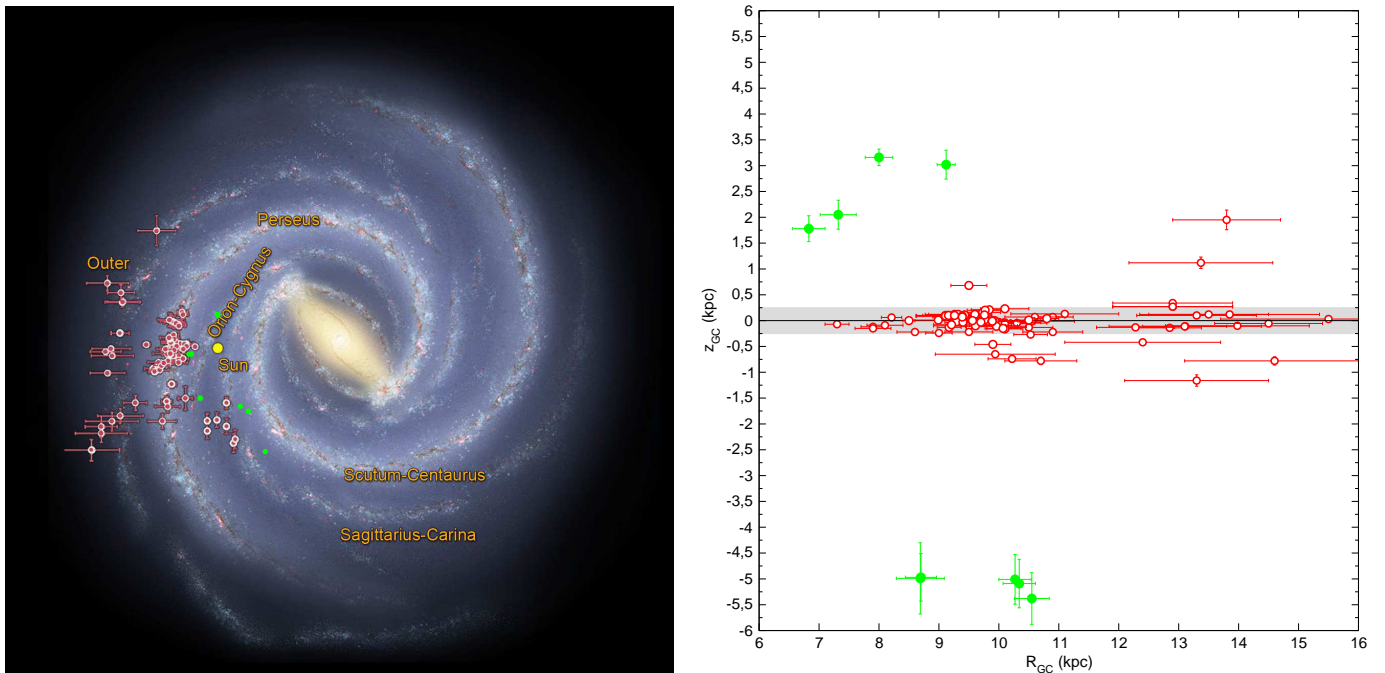 Perseus
Orion-Cygnus
Outer
Sun
Scutum-Centaurus
Sagittarius-Carina
6
5,5
5
4,5
4
3,5
3
2,5
2
1,5
1
0,5
0
-0,5
-1
-1,5
-2
-2,5
-3
-3,5
-4
-4,5
-5
-5,5
-6
z_GC (kpc)
6 7 8 9 10 11 12 13 14 15 16
R_GC (kpc)